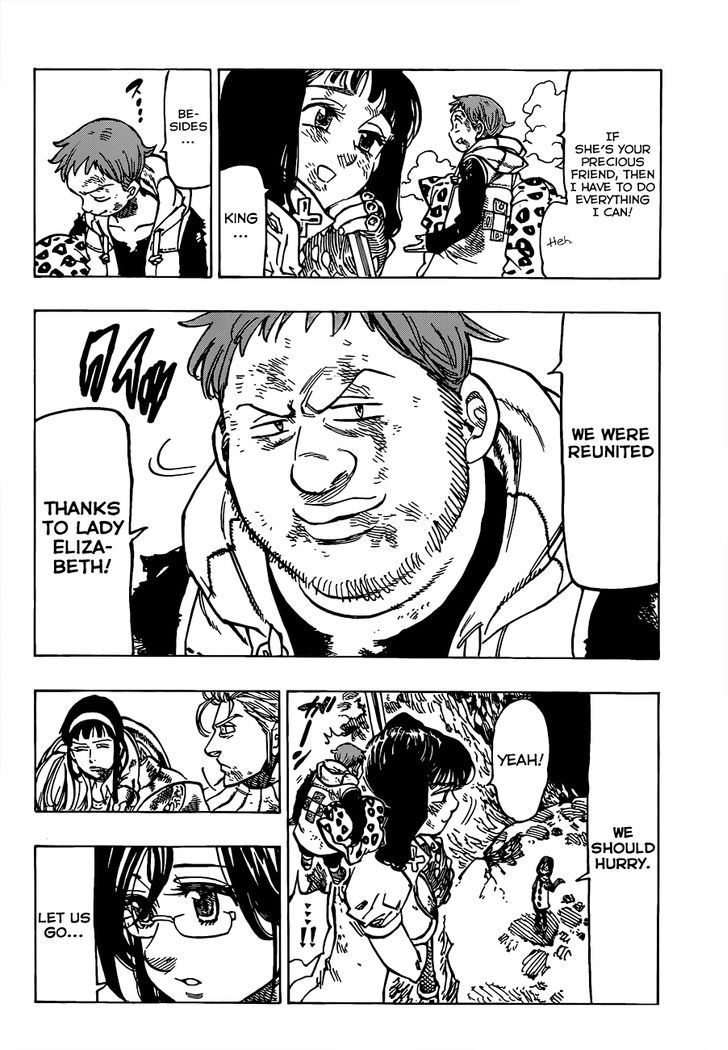 IF
SHE'S YOUR
PRECIOUS
FRIEND, THEN
I HAVE TO DO
EVERYTHING
I CAN!
Heh
KING
...
BE-
SIDES
...
WE WERE
REUNITED
THANKS
TO LADY
ELIZA-
BETH!
WE
SHOULD
HURRY.
YEAH!
LET US
GO...